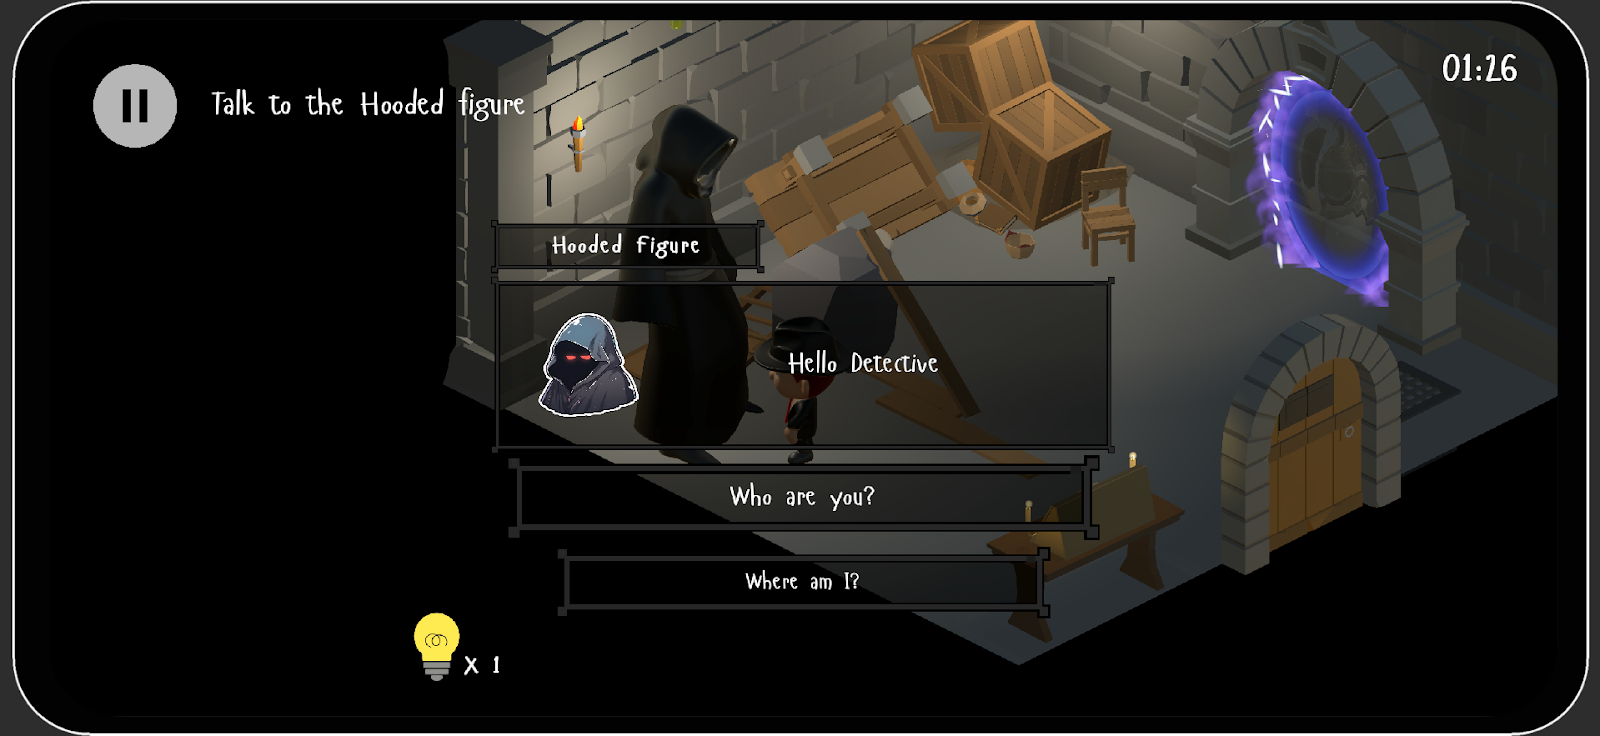 Talk to the Hooded figure
01:26
Hooded Figure
Hello Detective
Who are you?
Where am I?
X 1